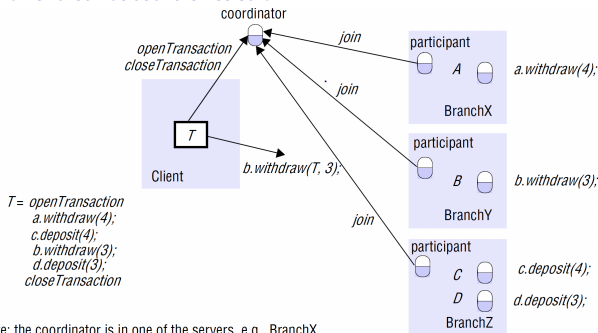 coordinator
join
openTransaction
closeTransaction
participant
A
a.withdraw(4);
BranchX
join
T
Client
b.withdraw(T, 3);
participant
B
b.withdraw(3);
BranchY
T = openTransaction
a.withdraw(4);
c.deposit(4);
b.withdraw(3);
d.deposit(3);
closeTransaction
join
participant
C
c.deposit(4);
D
d.deposit(3);
BranchZ
the coordinator is in one of the servers, e.g., BranchX